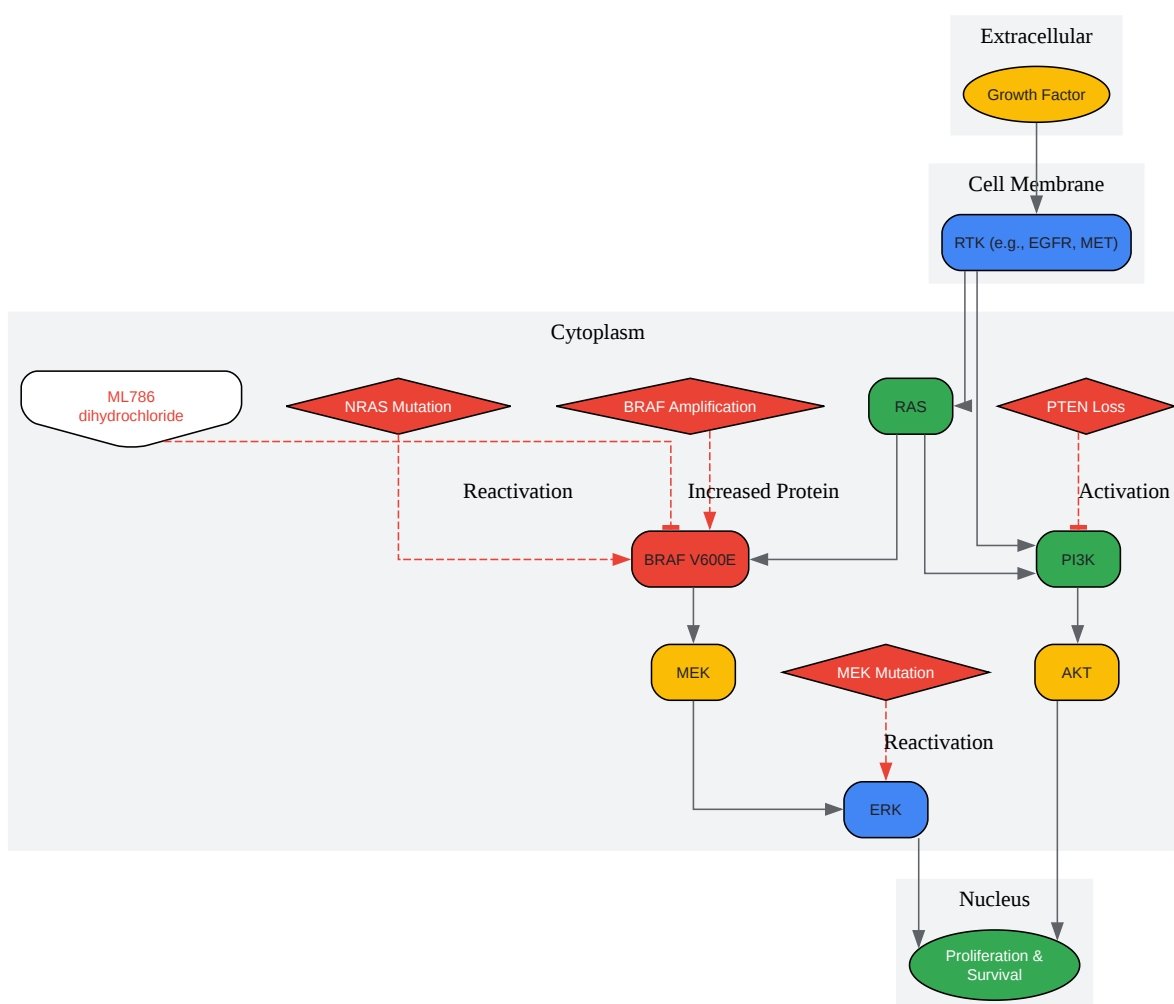 Extracellular
Growth Factor
Cell Membrane
RTK (e.g., EGFR, MET)
Cytoplasm
ML786
dihydrochloride
NRAS Mutation
BRAF Amplification
RAS
PTEN Loss
Reactivation
Increased Protein
Activation
BRAF V600E
PI3K
MEK
MEK Mutation
AKT
Reactivation
ERK
Nucleus
Proliferation &
Survival